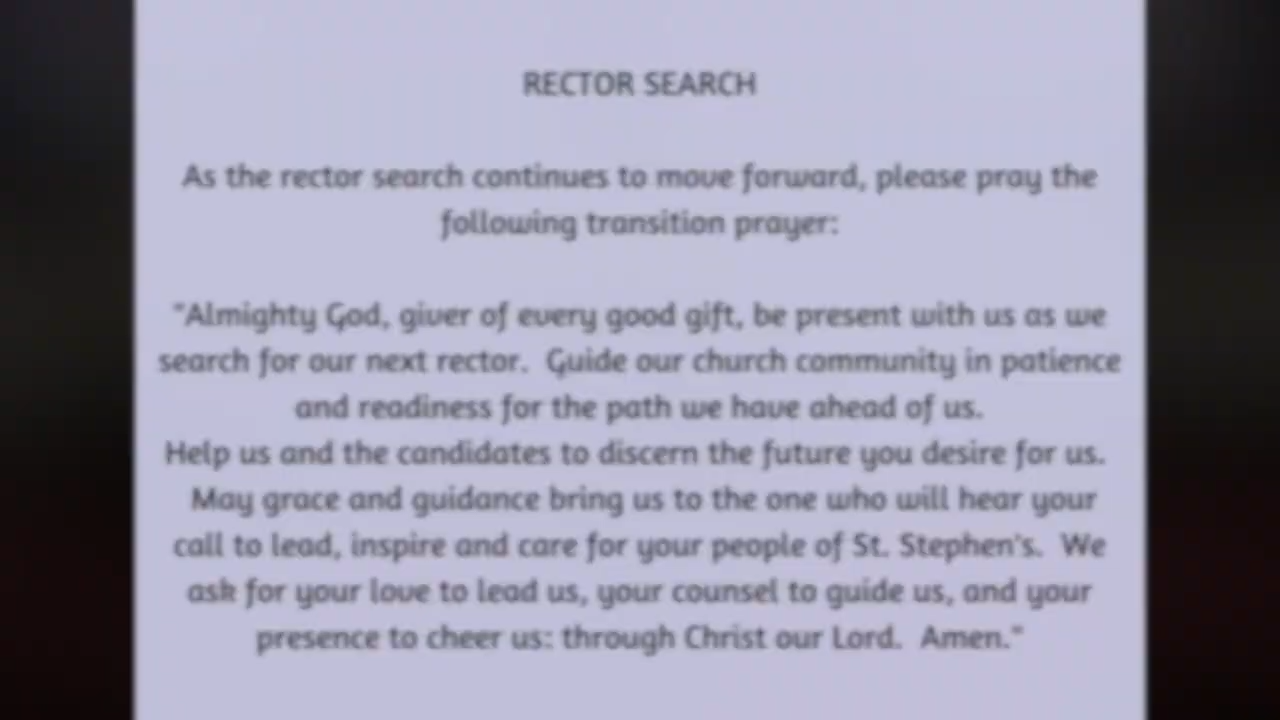 RECTOR SEARCH
As the rector search continues to move forward, please pray the
following transition prayer:
"Almighty God, giver of every good gift, be present with us as we
search for our next rector.  Guide our church community in patience
and readiness for the path we have ahead of us.
Help us and the candidates to discern the future you desire for us.
May grace and guidance bring us to the one who will hear your
call to lead, inspire and care for your people of St. Stephen's.  We
ask for your love to lead us, your counsel to guide us, and your
presence to cheer us: through Christ our Lord.  Amen."